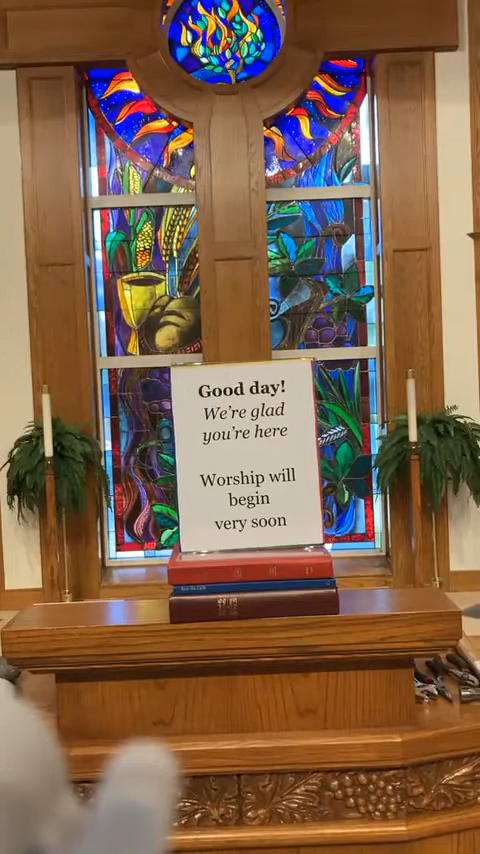 Good day!
We're glad
you're here
Worship will
begin
very soon